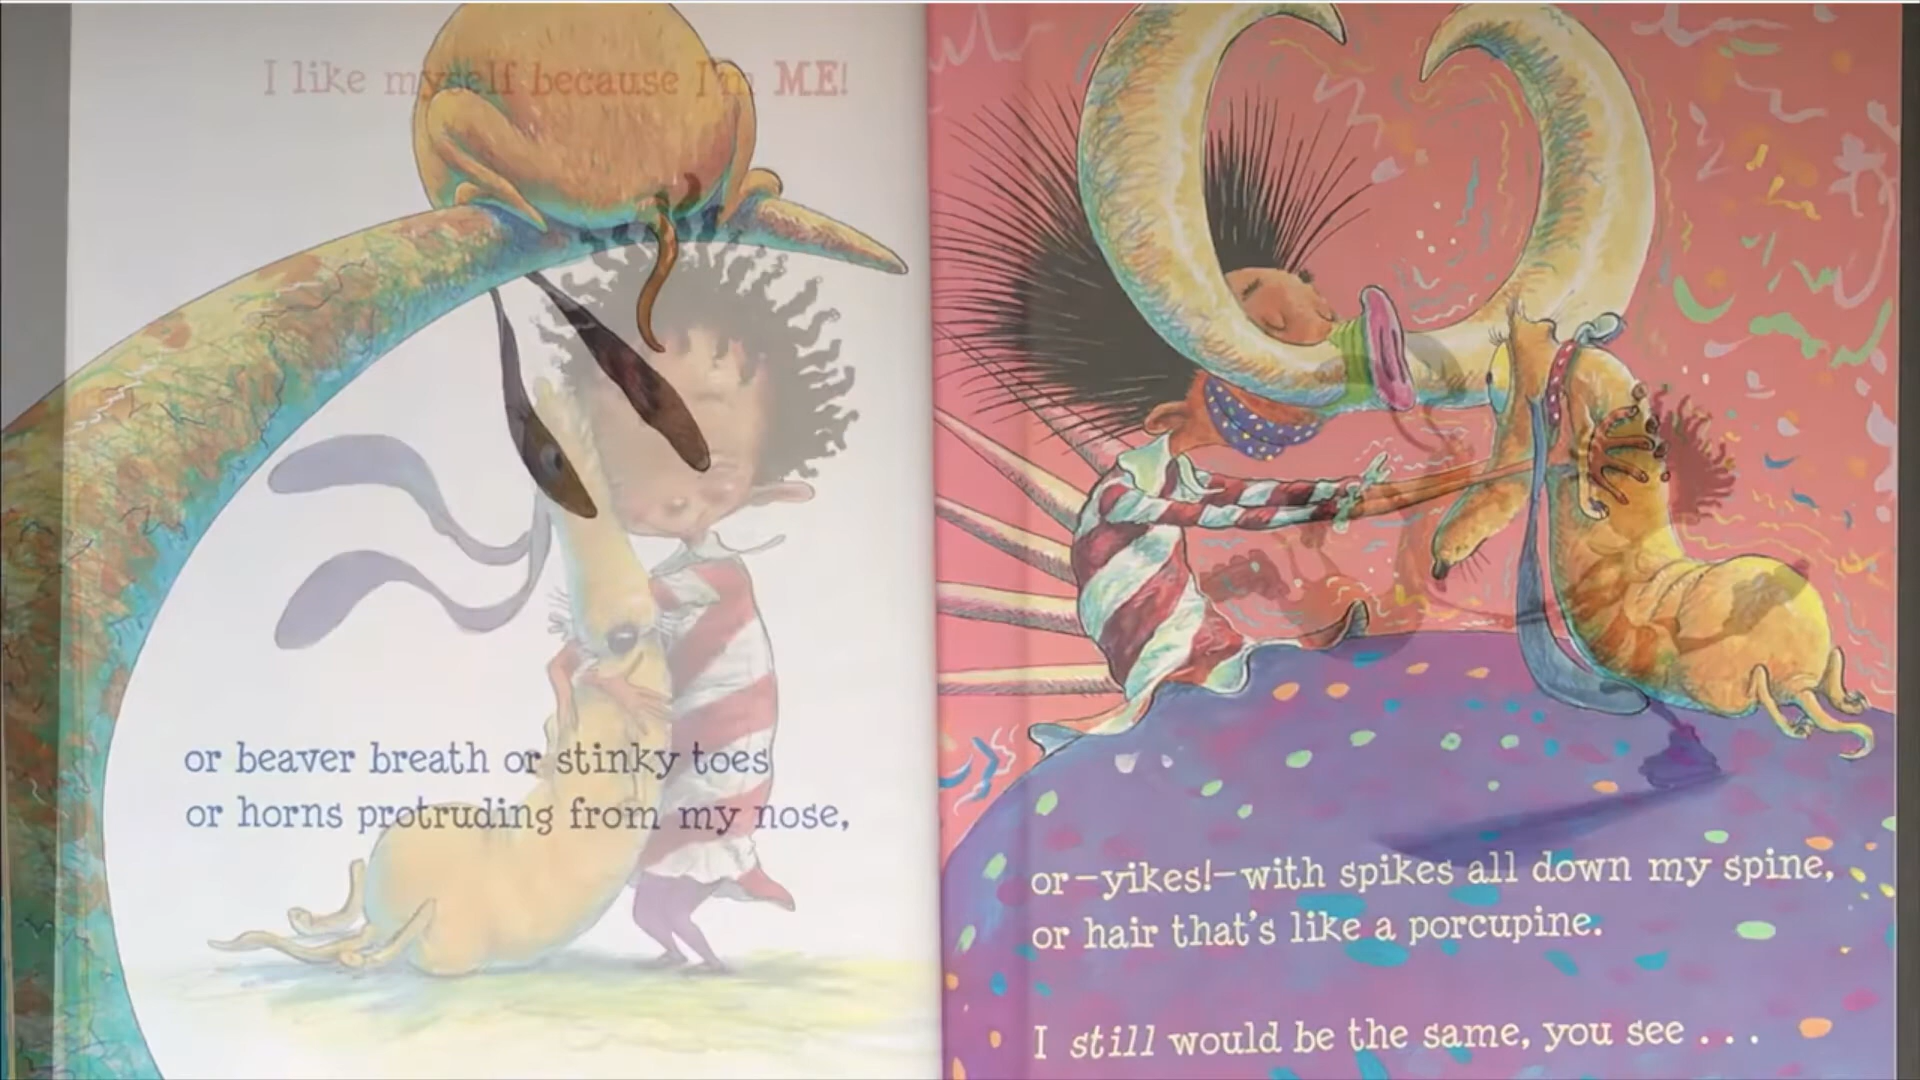 I like myself because I'm ME!
or beaver breath or stinky toes
or horns protruding from my nose,
or—yikes!—with spikes all down my spine,
or hair that's like a porcupine.
I still would be the same, you see . . .